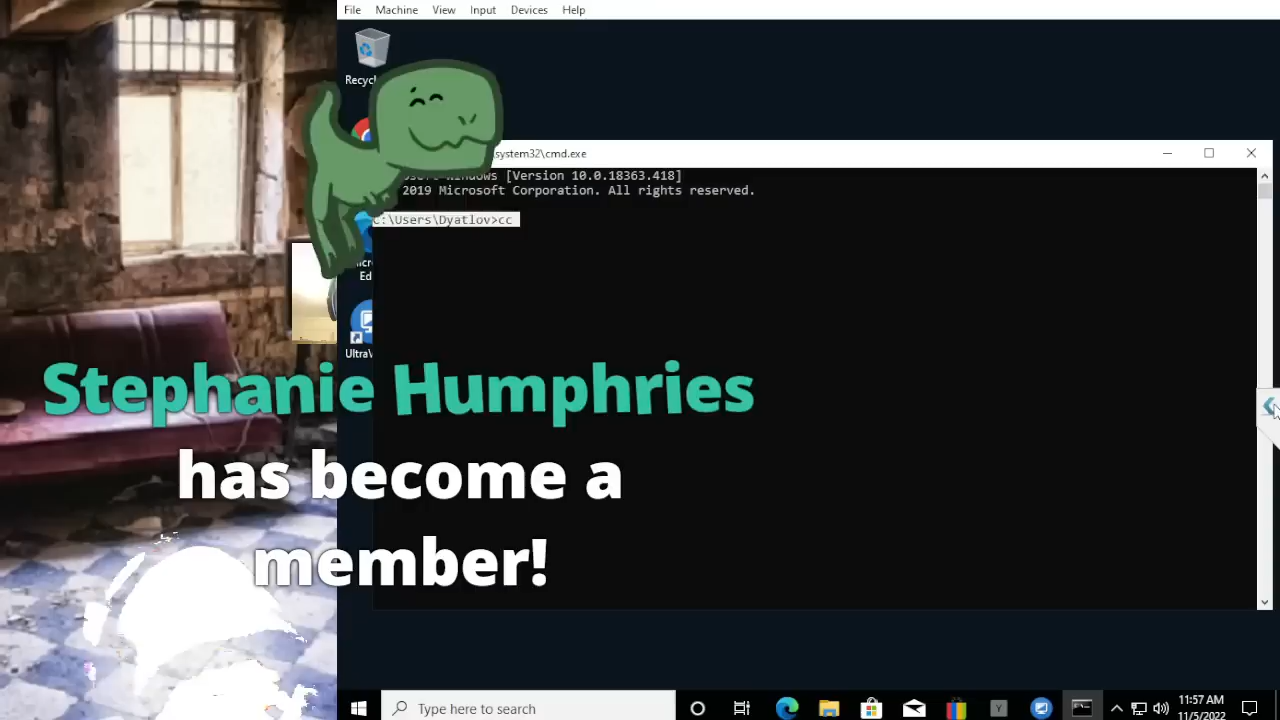 File Machine View Input Devices Help
Recycl
system32\cmd.exe
Windows [Version 10.0.18363.418]
2019 Microsoft Corporation. All rights reserved.
C:\Users\Dyatlov>cc
Ed
UltraV
Stephanie Humphries
has become a
member!
Type here to search
11:57 AM
11/5/2022